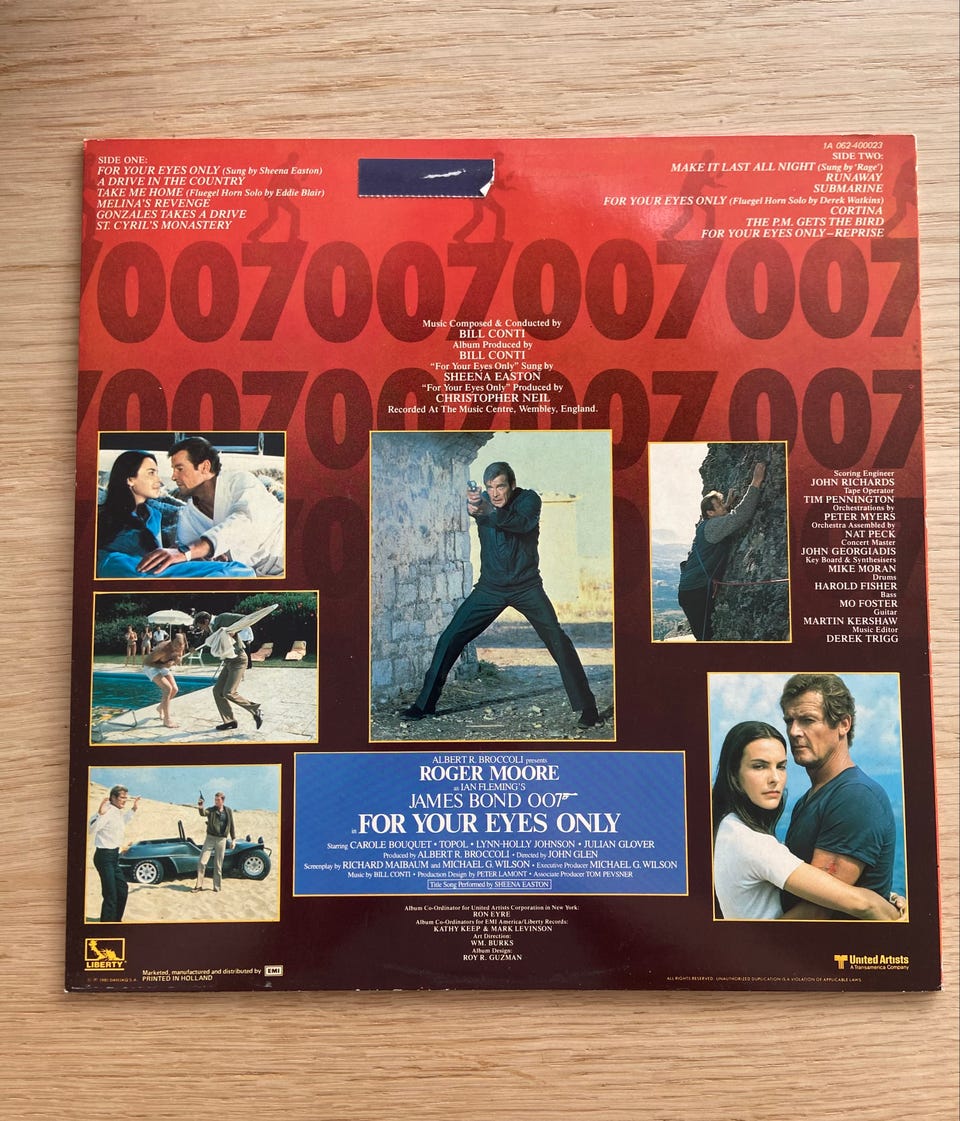 SIDE ONE:
FOR YOUR EYES ONLY (Sung by Sheena Easton)
A DRIVE IN THE COUNTRY
TAKE ME HOME (Fluegel Horn Solo by Eddie Blair)
MELINA'S REVENGE
GONZALES TAKES A DRIVE
ST. CYRIL'S MONASTERY
1A 062-400023
SIDE TWO:
MAKE IT LAST ALL NIGHT (Sung by 'Rage')
RUNAWAY
SUBMARINE
FOR YOUR EYES ONLY (Fluegel Horn Solo by Derek Watkins)
CORTINA
THE P.M. GETS THE BIRD
FOR YOUR EYES ONLY–REPRISE
7007007007007
Music Composed & Conducted by
BILL CONTI
Album Produced by
BILL CONTI
"For Your Eyes Only" Sung by
SHEENA EASTON
"For Your Eyes Only" Produced by
CHRISTOPHER NEIL
Recorded At The Music Centre, Wembley, England.
7007007007007
Scoring Engineer
JOHN RICHARDS
Tape Operator
TIM PENNINGTON
Orchestrations by
PETER MYERS
Orchestra Assembled by
NAT PECK
Concert Master
JOHN GEORGIADIS
Key Board & Synthesisers
MIKE MORAN
Drums
HAROLD FISHER
Bass
MO FOSTER
Guitar
MARTIN KERSHAW
Music Editor
DEREK TRIGG
ALBERT R. BROCCOLI presents
ROGER MOORE
as IAN FLEMING'S
JAMES BOND 007
in FOR YOUR EYES ONLY
Starring CAROLE BOUQUET • TOPOL • LYNN-HOLLY JOHNSON • JULIAN GLOVER
Produced by ALBERT R. BROCCOLI • Directed by JOHN GLEN
Screenplay by RICHARD MAIBAUM and MICHAEL G. WILSON • Executive Producer MICHAEL G. WILSON
Music by BILL CONTI • Production Design by PETER LAMONT • Associate Producer TOM PEVSNER
Title Song Performed by SHEENA EASTON
Album Co-Ordinator for United Artists Corporation in New York:
RON EYRE
Album Co-Ordinators for EMI America/Liberty Records:
KATHY KEEP & MARK LEVINSON
Art Direction:
WM. BURKS
Album Design:
ROY R. GUZMAN
LIBERTY
Marketed, manufactured and distributed by EMI
PRINTED IN HOLLAND
United Artists
A Transamerica Company
ALL RIGHTS RESERVED. UNAUTHORIZED DUPLICATION IS A VIOLATION OF APPLICABLE LAWS.